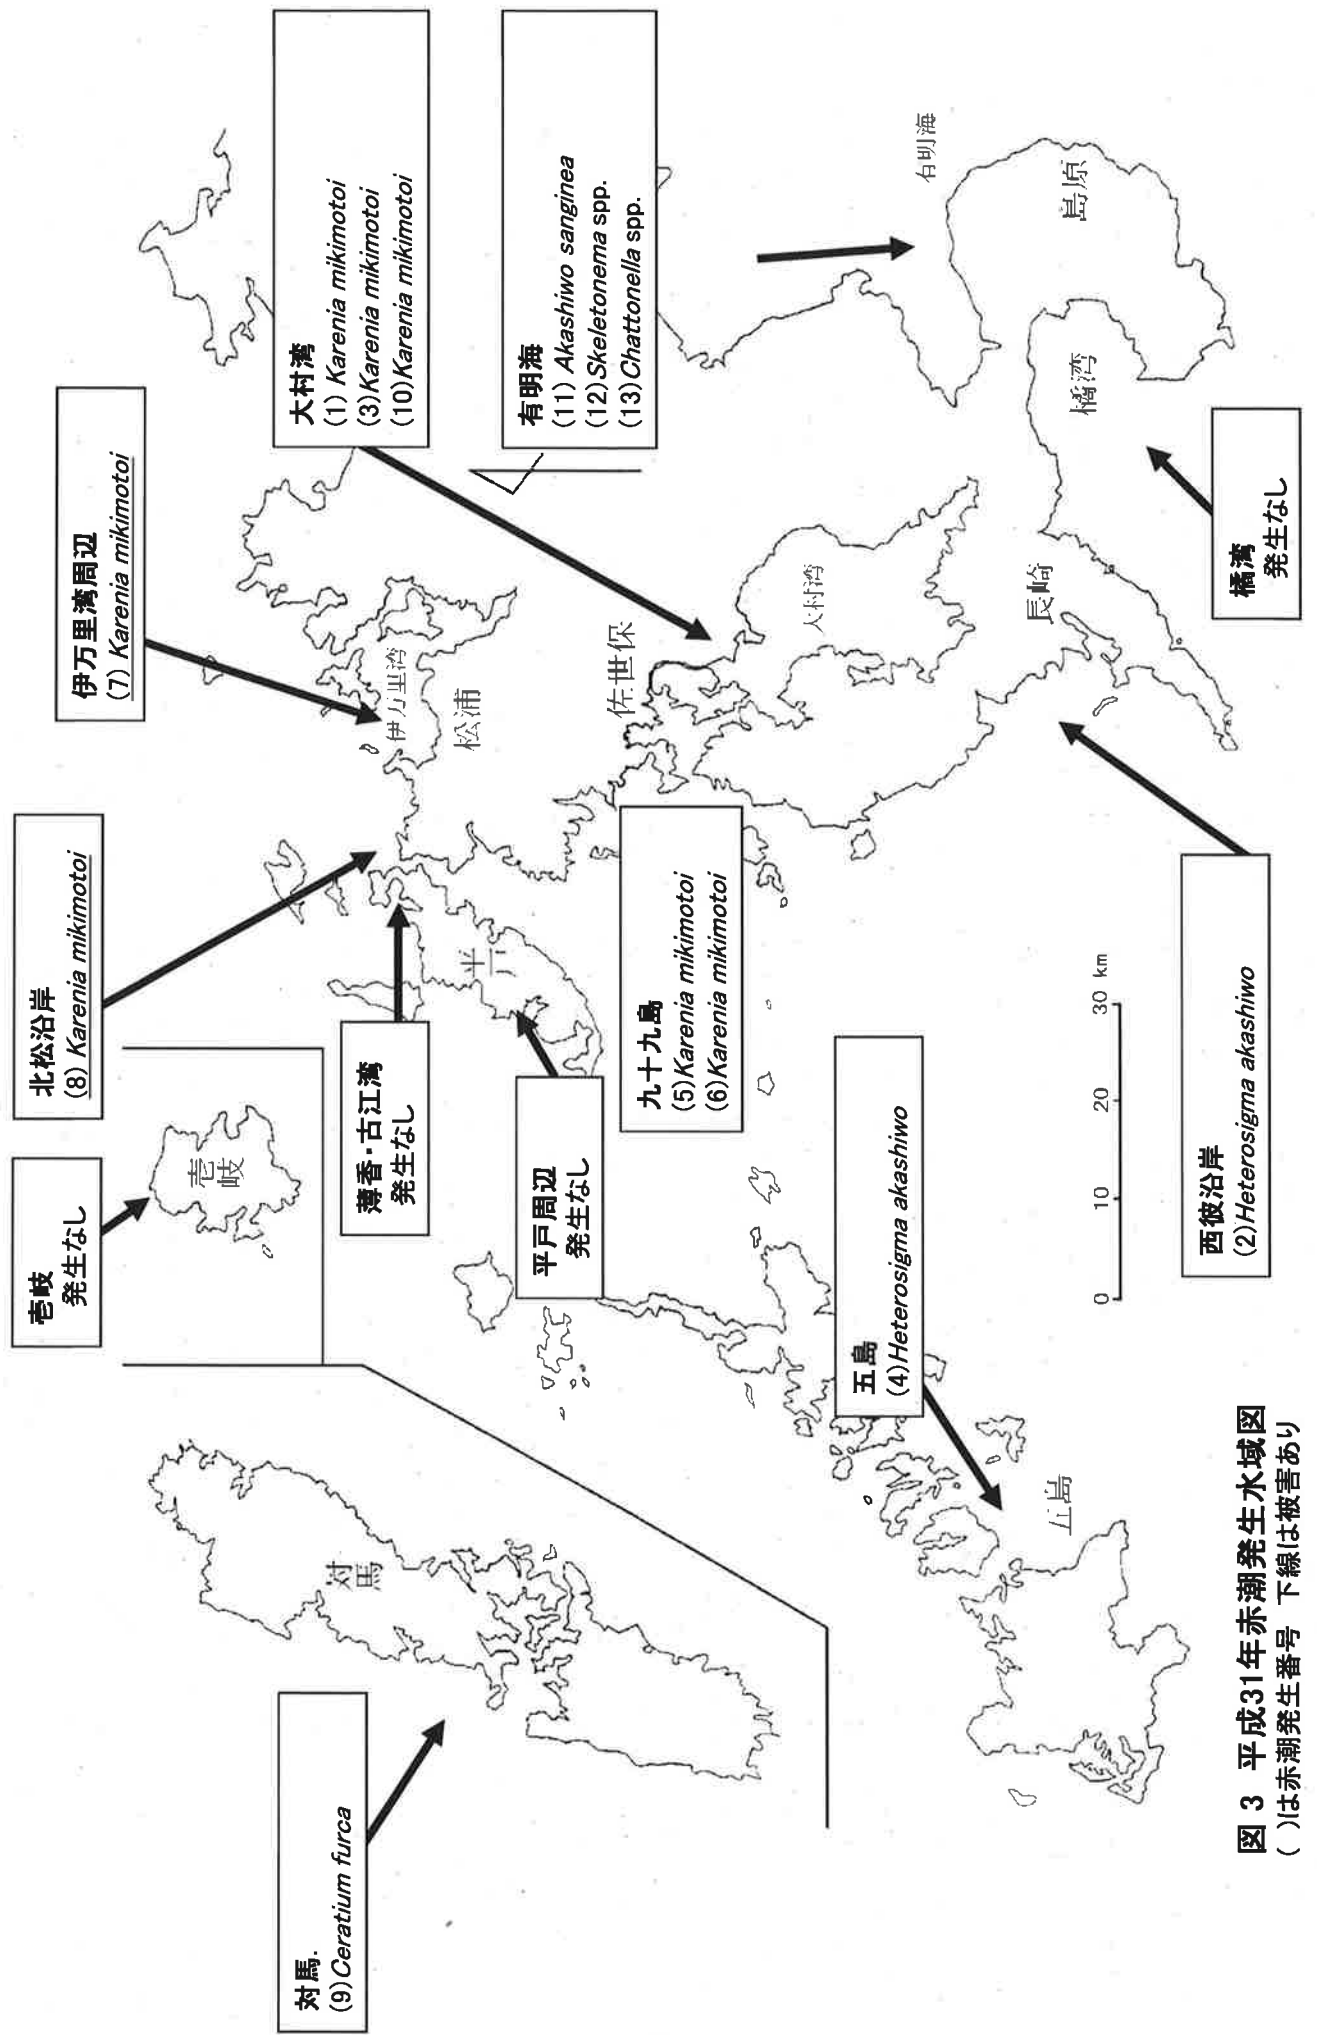 対馬.
(9)Ceratium furca
壱岐
発生なし
北松沿岸
(8) Karenia mikimotoi
伊万里湾周辺
(7) Karenia mikimotoi
大村湾
(1) Karenia mikimotoi
(3)Karenia mikimotoi
(10)Karenia mikimotoi
有明海
(11) Akashiwo sanginea
(12)Skeletonema spp.
(13)Chattonella spp.
薄香・古江湾
発生なし
平戸周辺
発生なし
九十九島
(5)Karenia mikimotoi
(6)Karenia mikimotoi
五島
(4)Heterosigma akashiwo
西彼沿岸
(2)Heterosigma akashiwo
橘湾
発生なし
対
馬
壱
岐
平戸
伊万里湾
松浦
佐世保
大村湾
長崎
橘湾
島原
有明海
五島
0 10 20 30 km
図 3 平成31年赤潮発生水域図
( )は赤潮発生番号 下線は被害あり